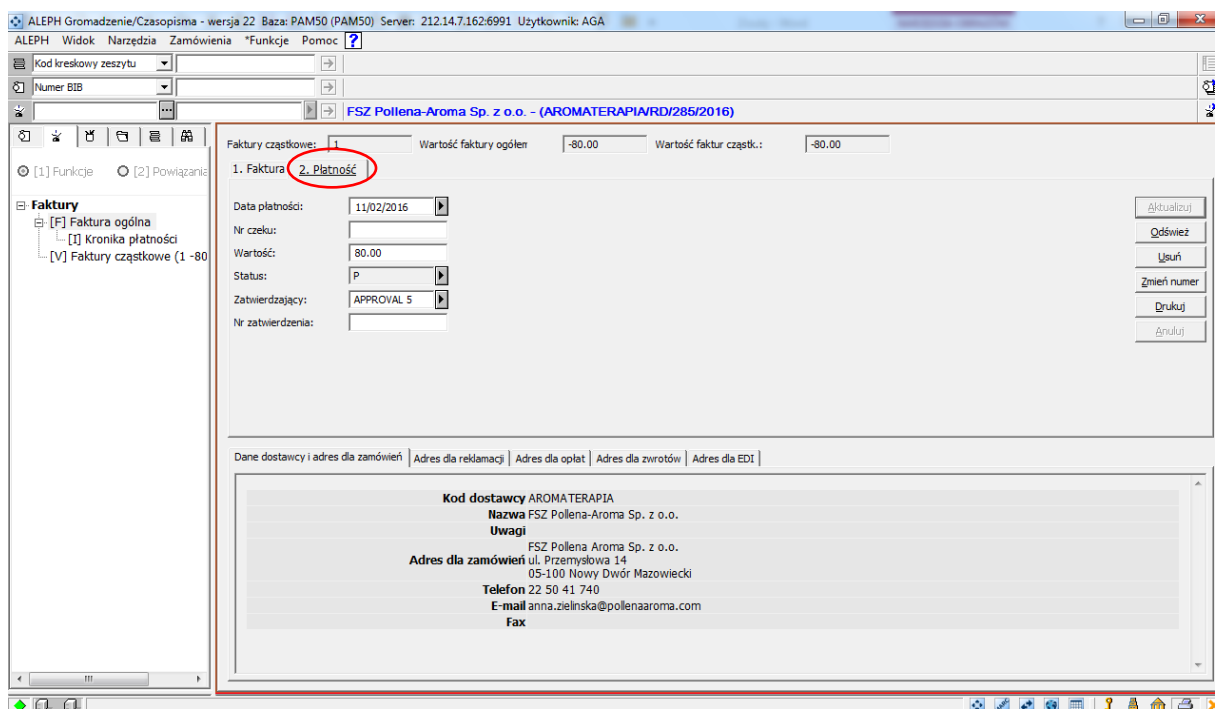 ALEPH Gromadzenie/Czasopisma - wersja 22 Baza: PAM50 (PAM50) Server: 212.14.7.162:6991 Użytkownik: AGA
ALEPH Widok Narzędzia Zamówienia *Funkcje Pomoc ?
Kod kreskowy zeszytu
Numer BIB
FSZ Pollena-Aroma Sp. z o.o. - (AROMATERAPIA/RD/285/2016)
Faktury cząstkowe: 1 Wartość faktury ogółem -80.00 Wartość faktur cząstk.: -80.00
[1] Funkcje [2] Powiązania
1. Faktura 2. Płatność
Faktury
[F] Faktura ogólna
[I] Kronika płatności
[V] Faktury cząstkowe (1 -80
Data płatności: 11/02/2016
Nr czeku:
Wartość: 80.00
Status: P
Zatwierdzający: APPROVAL 5
Nr zatwierdzenia:
Aktualizuj
Odśwież
Usuń
Zmień numer
Drukuj
Anuluj
Dane dostawcy i adres dla zamówień Adres dla reklamacji Adres dla opłat Adres dla zwrotów Adres dla EDI
Kod dostawcy AROMATERAPIA
Nazwa FSZ Pollena-Aroma Sp. z o.o.
Uwagi
FSZ Pollena Aroma Sp. z o.o.
Adres dla zamówień ul. Przemysłowa 14
05-100 Nowy Dwór Mazowiecki
Telefon 22 50 41 740
E-mail anna.zielinska@pollenaaroma.com
Fax